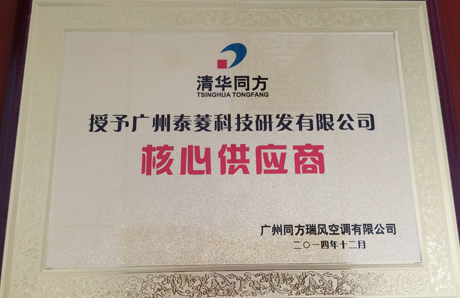 清华同方
TSINGHUA TONGFANG
授予广州泰菱科技研发有限公司
核心供应商
广州同方瑞风空调有限公司
二〇一四年十二月